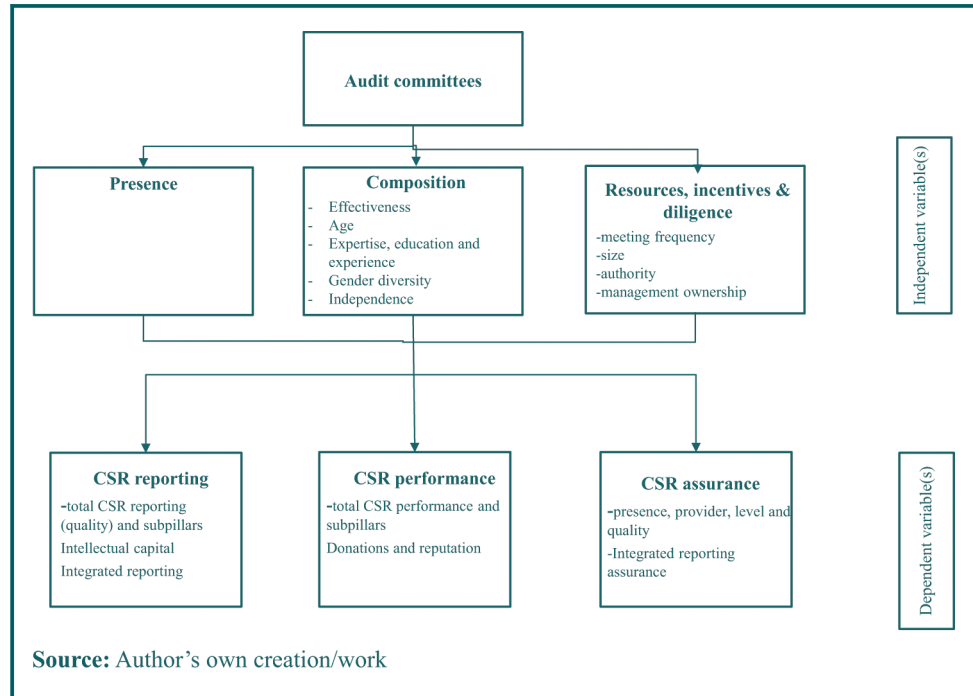 Audit committees
Presence
Composition
- Effectiveness
- Age
- Expertise, education and
experience
- Gender diversity
- Independence
Resources, incentives &
diligence
-meeting frequency
-size
-authority
-management ownership
Independent variable(s)
CSR reporting
-total CSR reporting
(quality) and subpillars
Intellectual capital
Integrated reporting
CSR performance
-total CSR performance and
subpillars
Donations and reputation
CSR assurance
-presence, provider, level and
quality
-Integrated reporting
assurance
Dependent variable(s)
Source: Author's own creation/work